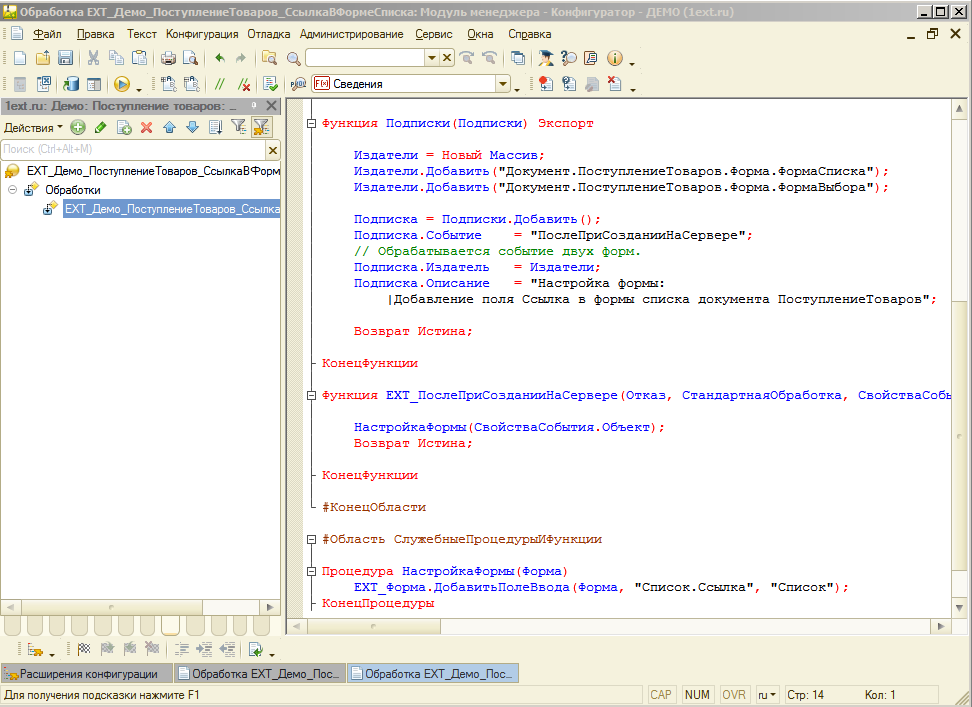 Обработка EXT_Демо_ПоступлениеТоваров_СсылкаВФормеСписка: Модуль менеджера - Конфигуратор - ДЕМО (1ext.ru)
Файл Правка Текст Конфигурация Отладка Администрирование Сервис Окна Справка
Сведения
1ext.ru: Демо: Поступление товаров: ...
Действия
Поиск (Ctrl+Alt+M)
EXT_Демо_ПоступлениеТоваров_СсылкаВФорм
Обработки
EXT_Демо_ПоступлениеТоваров_Ссылка
Функция Подписки(Подписки) Экспорт
Издатели = Новый Массив;
Издатели.Добавить("Документ.ПоступлениеТоваров.Форма.ФормаСписка");
Издатели.Добавить("Документ.ПоступлениеТоваров.Форма.ФормаВыбора");
Подписка = Подписки.Добавить();
Подписка.Событие = "ПослеПриСозданииНаСервере";
// Обрабатывается событие двух форм.
Подписка.Издатель = Издатели;
Подписка.Описание = "Настройка формы:
|Добавление поля Ссылка в формы списка документа ПоступлениеТоваров";
Возврат Истина;
КонецФункции
Функция EXT_ПослеПриСозданииНаСервере(Отказ, СтандартнаяОбработка, СвойстваСобы
НастройкаФормы(СвойстваСобытия.Объект);
Возврат Истина;
КонецФункции
#КонецОбласти
#Область СлужебныеПроцедурыИФункции
Процедура НастройкаФормы(Форма)
EXT_Форма.ДобавитьПолеВвода(Форма, "Список.Ссылка", "Список");
КонецПроцедуры
Расширения конфигурации
Обработка EXT_Демо_Пос...
Обработка EXT_Демо_Пос...
Для получения подсказки нажмите F1
CAP NUM OVR ru Стр: 14 Кол: 1